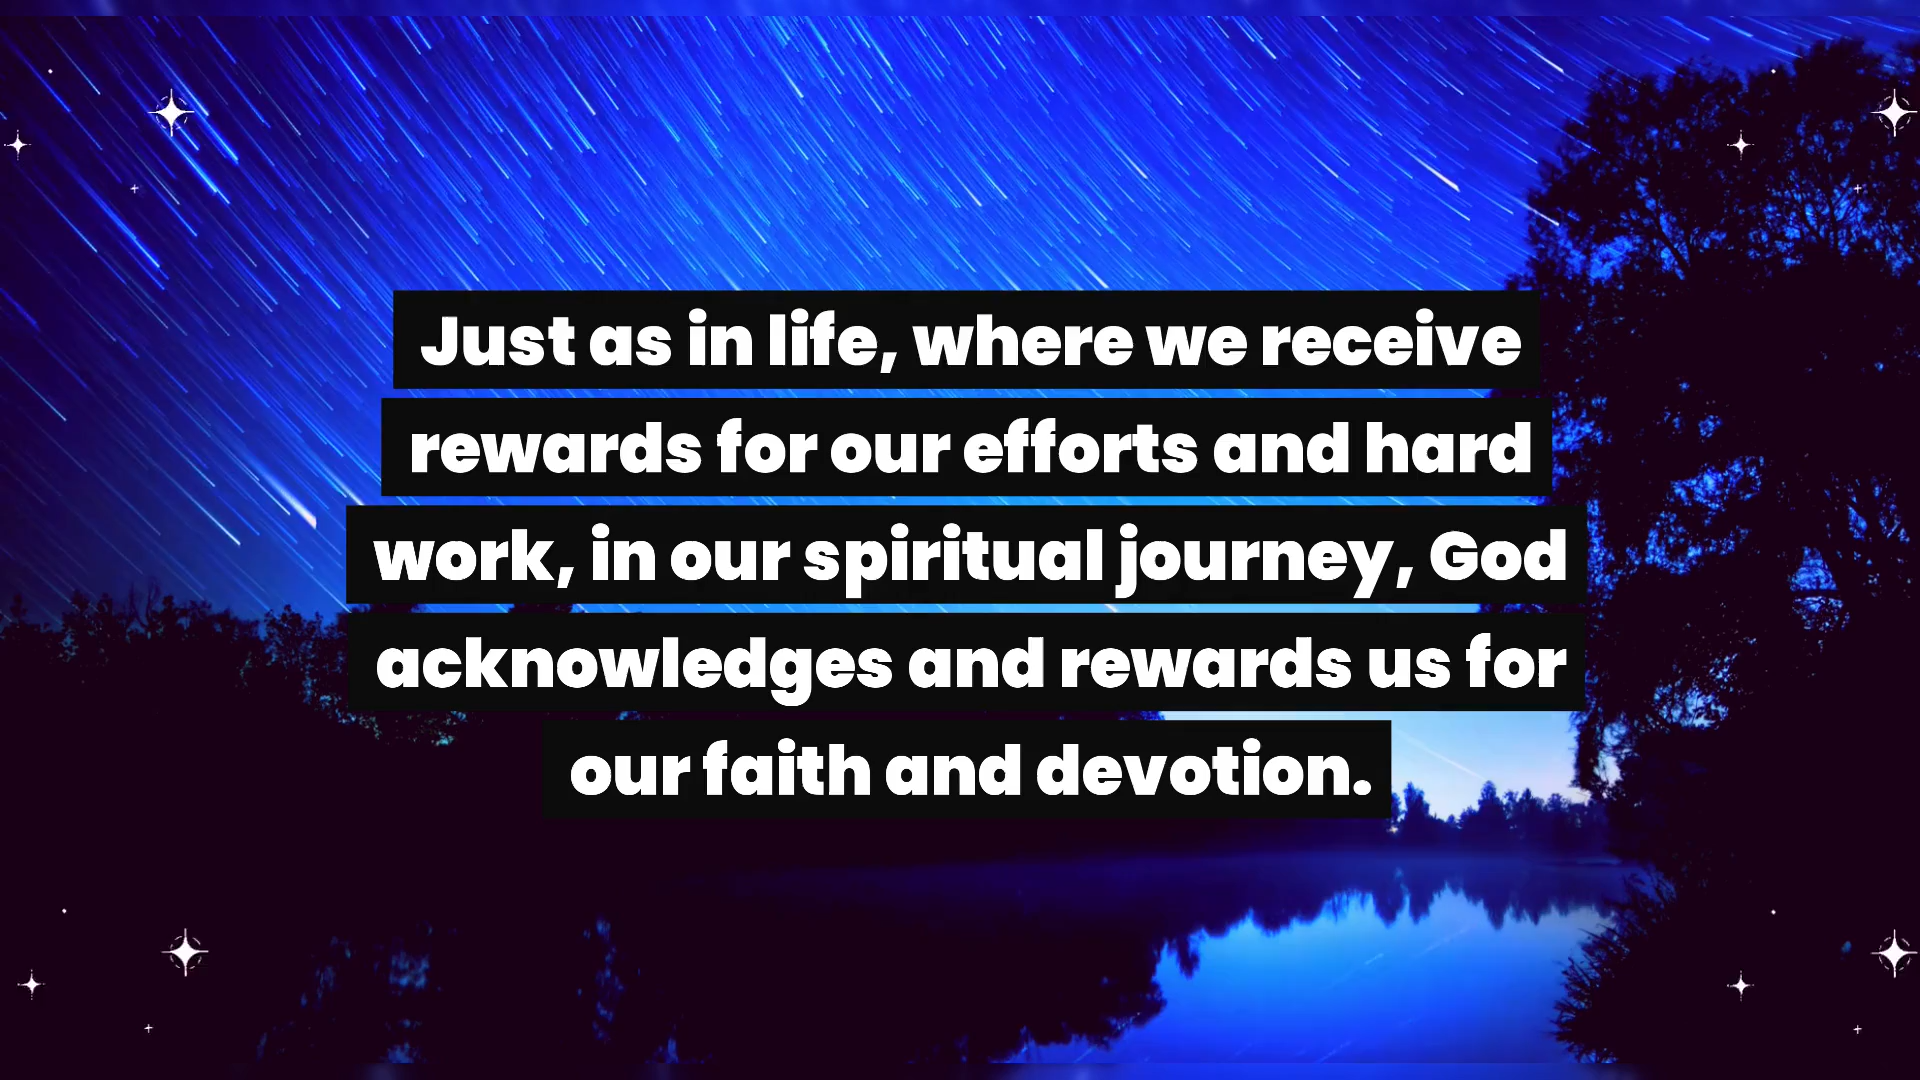 Just as in life, where we receive
rewards for our efforts and hard
work, in our spiritual journey, God
acknowledges and rewards us for
our faith and devotion.